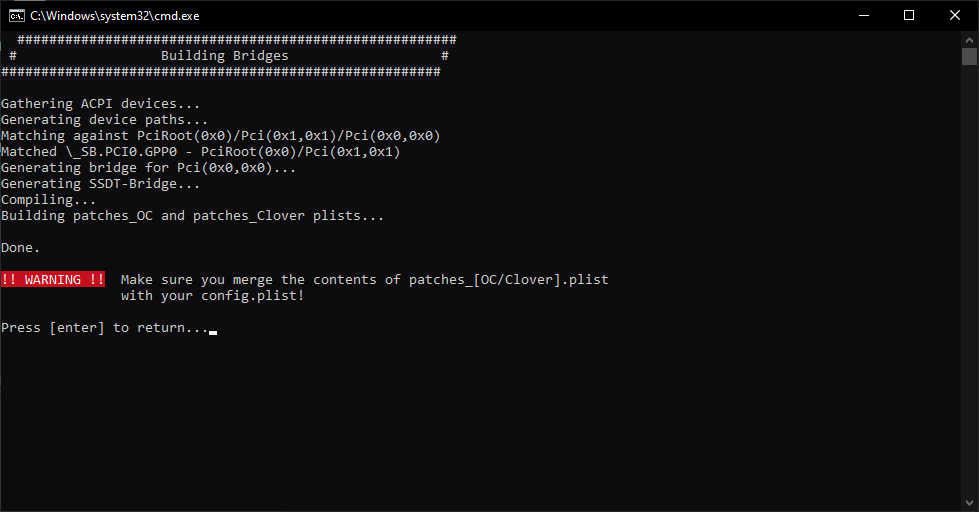 C:\Windows\system32\cmd.exe
#######################################################
# Building Bridges #
#######################################################
Gathering ACPI devices...
Generating device paths...
Matching against PciRoot(0x0)/Pci(0x1,0x1)/Pci(0x0,0x0)
Matched \_SB.PCI0.GPP0 - PciRoot(0x0)/Pci(0x1,0x1)
Generating bridge for Pci(0x0,0x0)...
Generating SSDT-Bridge...
Compiling...
Building patches_OC and patches_Clover plists...
Done.
!! WARNING !! Make sure you merge the contents of patches_[OC/Clover].plist
with your config.plist!
Press [enter] to return...